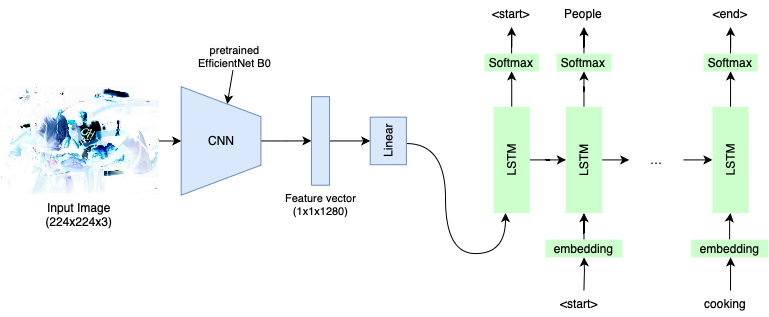 <start>
People
<end>
pretrained
EfficientNet B0
Softmax
Softmax
Softmax
CNN
Linear
LSTM
LSTM
...
LSTM
Feature vector
(1x1x1280)
Input Image
(224x224x3)
embedding
embedding
<start>
cooking